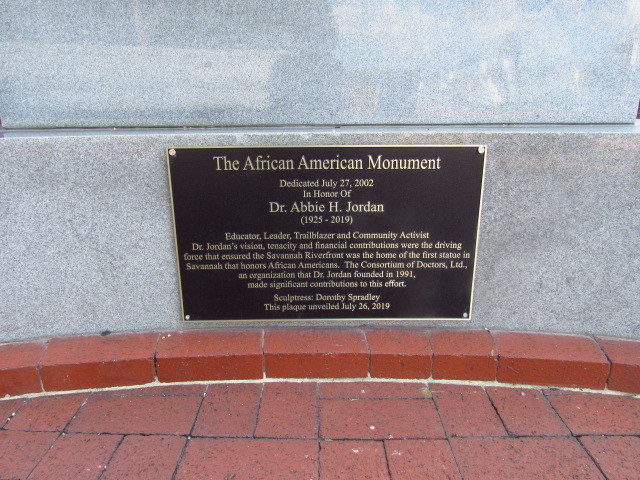 The African American Monument
Dedicated July 27, 2002
In Honor Of
Dr. Abbie H. Jordan
(1925 - 2019)
Educator, Leader, Trailblazer and Community Activist
Dr. Jordan's vision, tenacity and financial contributions were the driving
force that ensured the Savannah Riverfront was the home of the first statue in
Savannah that honors African Americans. The Consortium of Doctors, Ltd.,
an organization that Dr. Jordan founded in 1991,
made significant contributions to this effort.
Sculptress: Dorothy Spradley
This plaque unveiled July 26, 2019